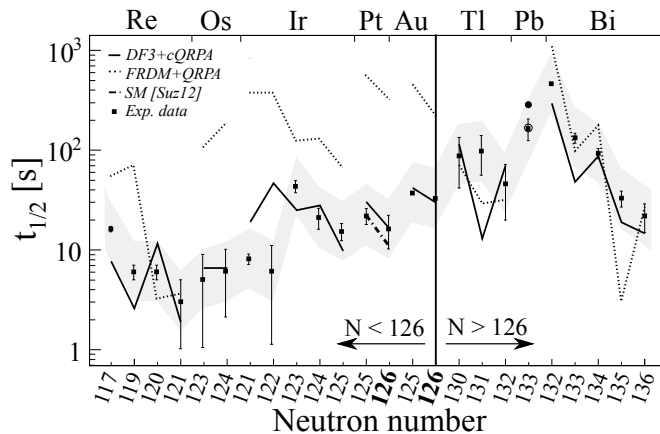 Re Os Ir Pt Au Tl Pb Bi
10³
10²
10
1
t1/2 [s]
DF3+cQRPA
FRDM+QRPA
SM [Suz12]
Exp. data
N < 126 N > 126
117 119 120 121 123 124 121 122 123 124 125 125 126 125 126 130 131 132 133 132 133 134 135 136
Neutron number